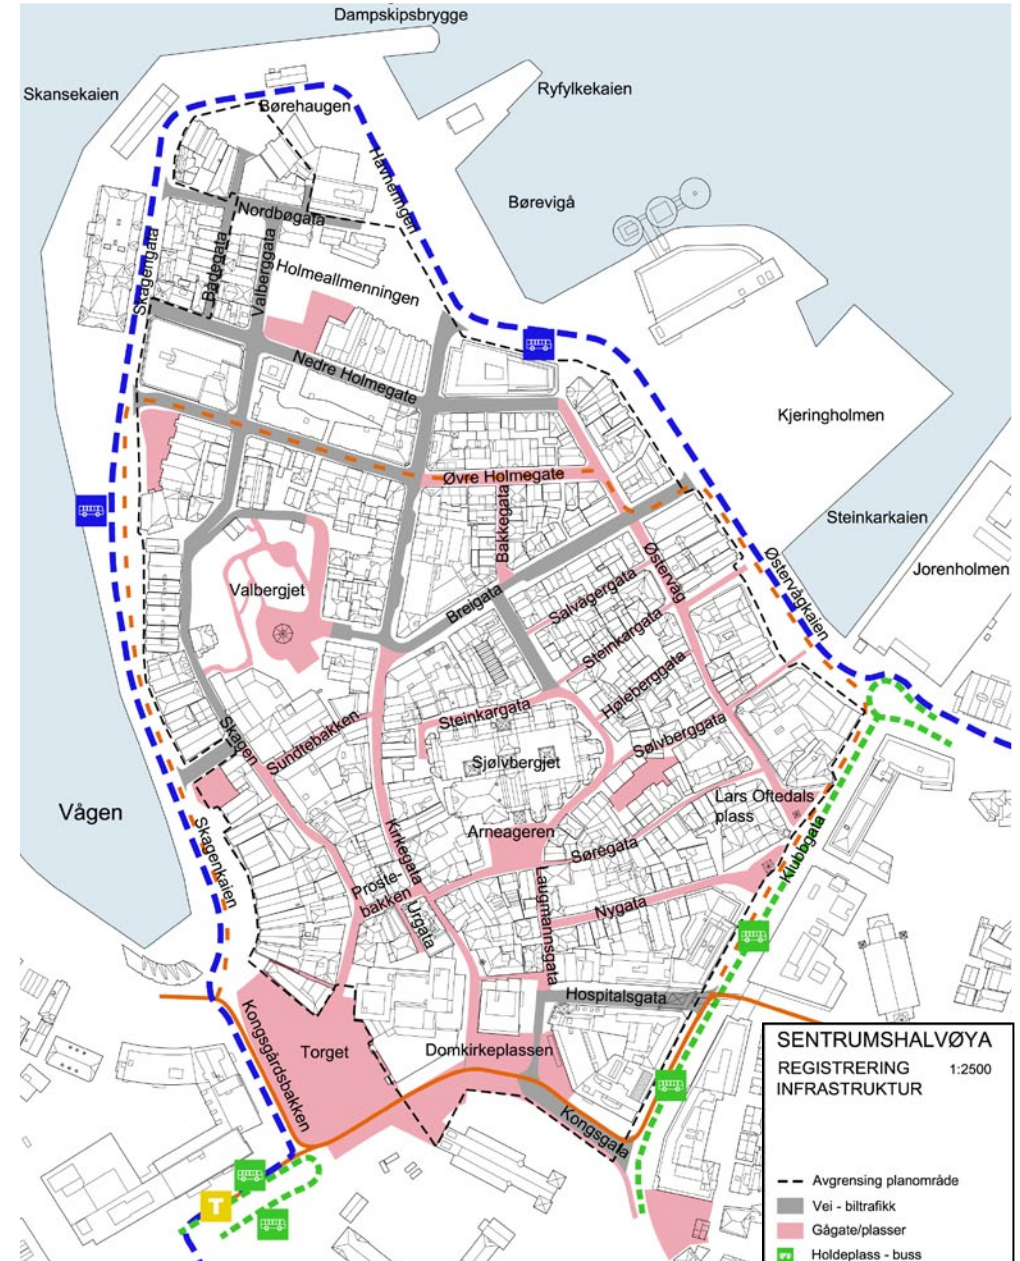 Dampskipsbrygge
Skansekaien
Ryfylkekaien
Børehaugen
Havneringen
Børevigå
Nordbøgata
Skagengata
Badegata
Valberggata
Holmeallmenningen
Nedre Holmegate
Kjeringholmen
Øvre Holmegate
Bakkegata
Steinkarkaien
Østervåg
Østervågkaien
Jorenholmen
Valbergjet
Breigata
Salvågergata
Steinkargata
Høleberggata
Steinkargata
Skagen
Sundtebakken
Sølvberggata
Sjølvbergjet
Lars Oftedals
plass
Vågen
Skagenkaien
Kirkegata
Arneageren
Søregata
Klubbgata
Proste-
bakken
Urgata
Laugmannsgata
Nygata
Hospitalsgata
Kongsgårdsbakken
Torget
Domkirkeplassen
Kongsgata
T
SENTRUMSHALVØYA
REGISTRERING 1:2500
INFRASTRUKTUR
Avgrensing planområde
Vei - biltrafikk
Gågate/plasser
Holdeplass - buss